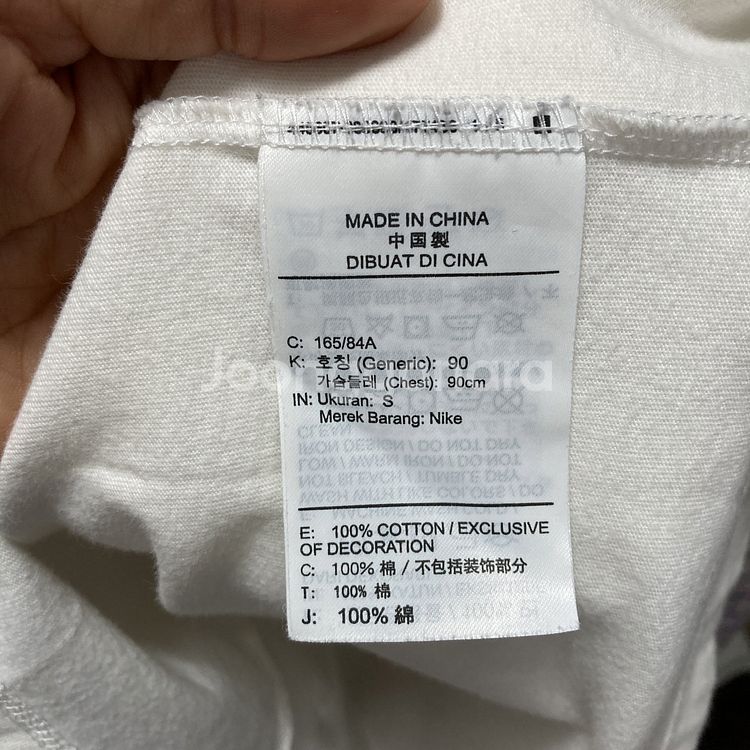 MADE IN CHINA
中国製
DIBUAT DI CINA
C: 165/84A
K: 호칭 (Generic): 90
가슴둘레 (Chest): 90cm
IN: Ukuran: S
Merek Barang: Nike
E: 100% COTTON / EXCLUSIVE
OF DECORATION
C: 100% 棉 / 不包括装饰部分
T: 100% 棉
J: 100% 綿